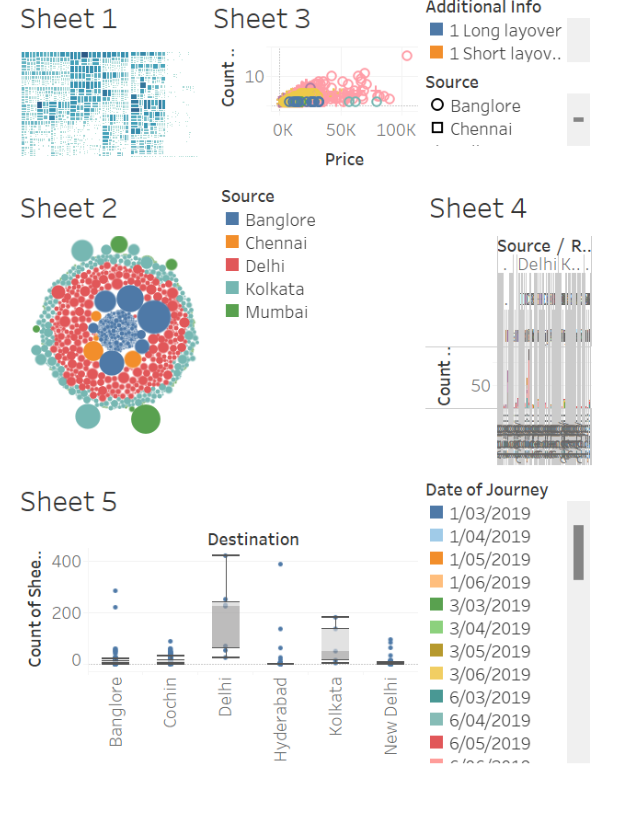 Sheet 1
Sheet 3
Count ..
10
0K
50K
100K
Price
Additional Info
1 Long layover
1 Short layov..
Source
Banglore
Chennai
Sheet 2
Source
Banglore
Chennai
Delhi
Kolkata
Mumbai
Sheet 4
Source / R..
. Delhi K.. .
Count ..
50
Sheet 5
Destination
Count of Shee..
400
200
0
Banglore
Cochin
Delhi
Hyderabad
Kolkata
New Delhi
Date of Journey
1/03/2019
1/04/2019
1/05/2019
1/06/2019
3/03/2019
3/04/2019
3/05/2019
3/06/2019
6/03/2019
6/04/2019
6/05/2019